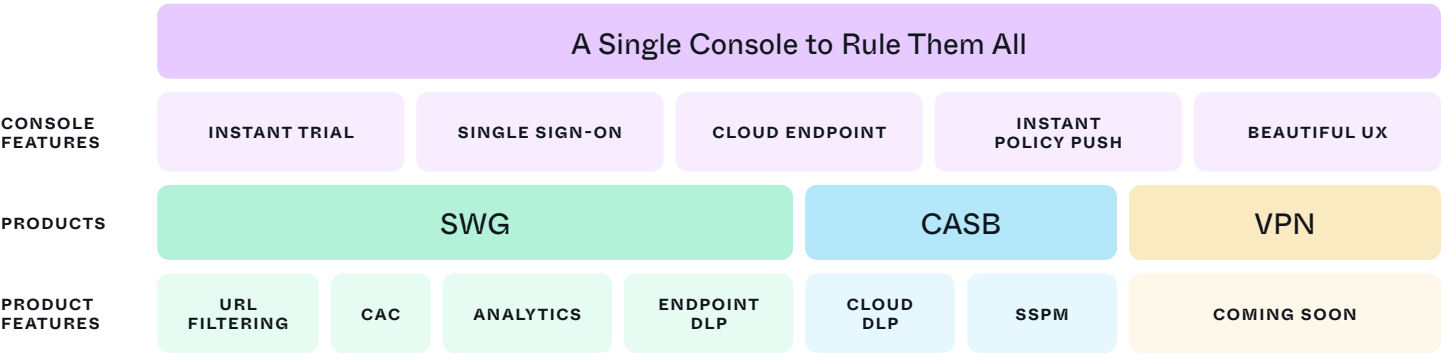 A Single Console to Rule Them All
CONSOLE
FEATURES
INSTANT TRIAL
SINGLE SIGN-ON
CLOUD ENDPOINT
INSTANT
POLICY PUSH
BEAUTIFUL UX
PRODUCTS
SWG
CASB
VPN
PRODUCT
FEATURES
URL
FILTERING
CAC
ANALYTICS
ENDPOINT
DLP
CLOUD
DLP
SSPM
COMING SOON